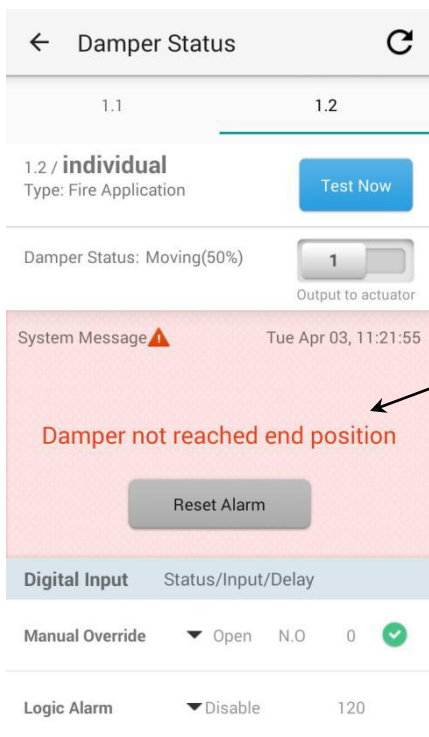 Damper Status
1.1 1.2
1.2 / individual
Type: Fire Application
Test Now
Damper Status: Moving(50%)
1
Output to actuator
System Message Tue Apr 03, 11:21:55
Damper not reached end position
Reset Alarm
Digital Input Status/Input/Delay
Manual Override Open N.O 0
Logic Alarm Disable 120